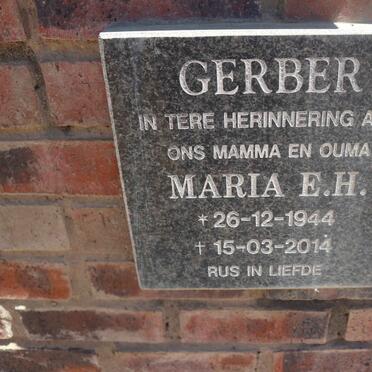 GERBER
IN TERE HERINNERING
ONS MAMMA EN OUMA
MARIA E.H.
* 26-12-1944
† 15-03-2014
RUS IN LIEFDE